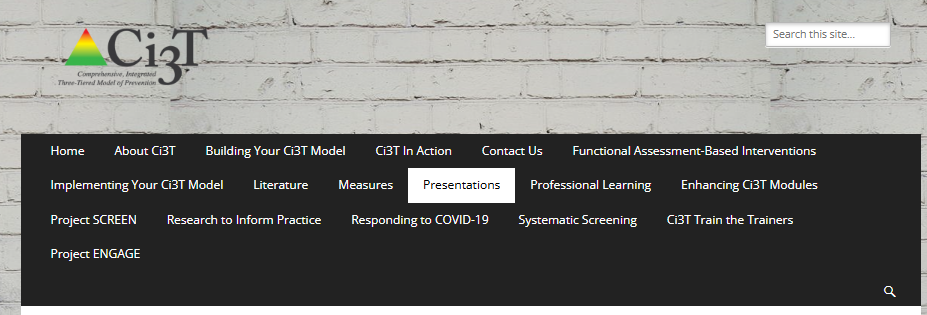 Ci3T
Search this site...
Comprehensive, Integrated
Three-Tiered Model of Prevention
Home About Ci3T Building Your Ci3T Model Ci3T In Action Contact Us Functional Assessment-Based Interventions
Implementing Your Ci3T Model Literature Measures Presentations Professional Learning Enhancing Ci3T Modules
Project SCREEN Research to Inform Practice Responding to COVID-19 Systematic Screening Ci3T Train the Trainers
Project ENGAGE